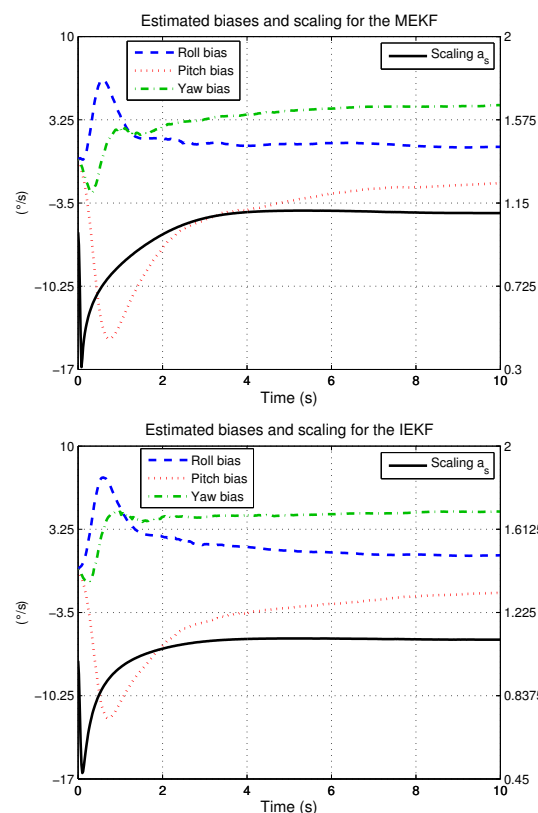 Estimated biases and scaling for the MEKF
10
3.25
−3.5
−10.25
−17
(°/s)
Roll bias
Pitch bias
Yaw bias
Scaling a_s
2
1.575
1.15
0.725
0.3
0 2 4 6 8 10
Time (s)
Estimated biases and scaling for the IEKF
10
3.25
−3.5
−10.25
−17
(°/s)
Roll bias
Pitch bias
Yaw bias
Scaling a_s
2
1.6125
1.225
0.8375
0.45
0 2 4 6 8 10
Time (s)